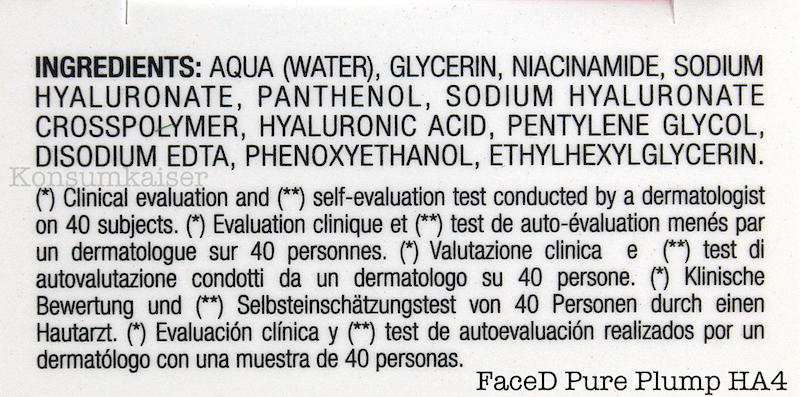 INGREDIENTS: AQUA (WATER), GLYCERIN, NIACINAMIDE, SODIUM
HYALURONATE, PANTHENOL, SODIUM HYALURONATE
CROSSPOLYMER, HYALURONIC ACID, PENTYLENE GLYCOL,
DISODIUM EDTA, PHENOXYETHANOL, ETHYLHEXYLGLYCERIN.
Konsumkaiser
(*) Clinical evaluation and (**) self-evaluation test conducted by a dermatologist
on 40 subjects. (*) Evaluation clinique et (**) test de auto-évaluation menés par
un dermatologue sur 40 personnes. (*) Valutazione clinica e (**) test di
autovalutazione condotti da un dermatologo su 40 persone. (*) Klinische
Bewertung und (**) Selbsteinschätzungstest von 40 Personen durch einen
Hautarzt. (*) Evaluación clínica y (**) test de autoevaluación realizados por un
dermatólogo con una muestra de 40 personas.
FaceD Pure Plump HA4